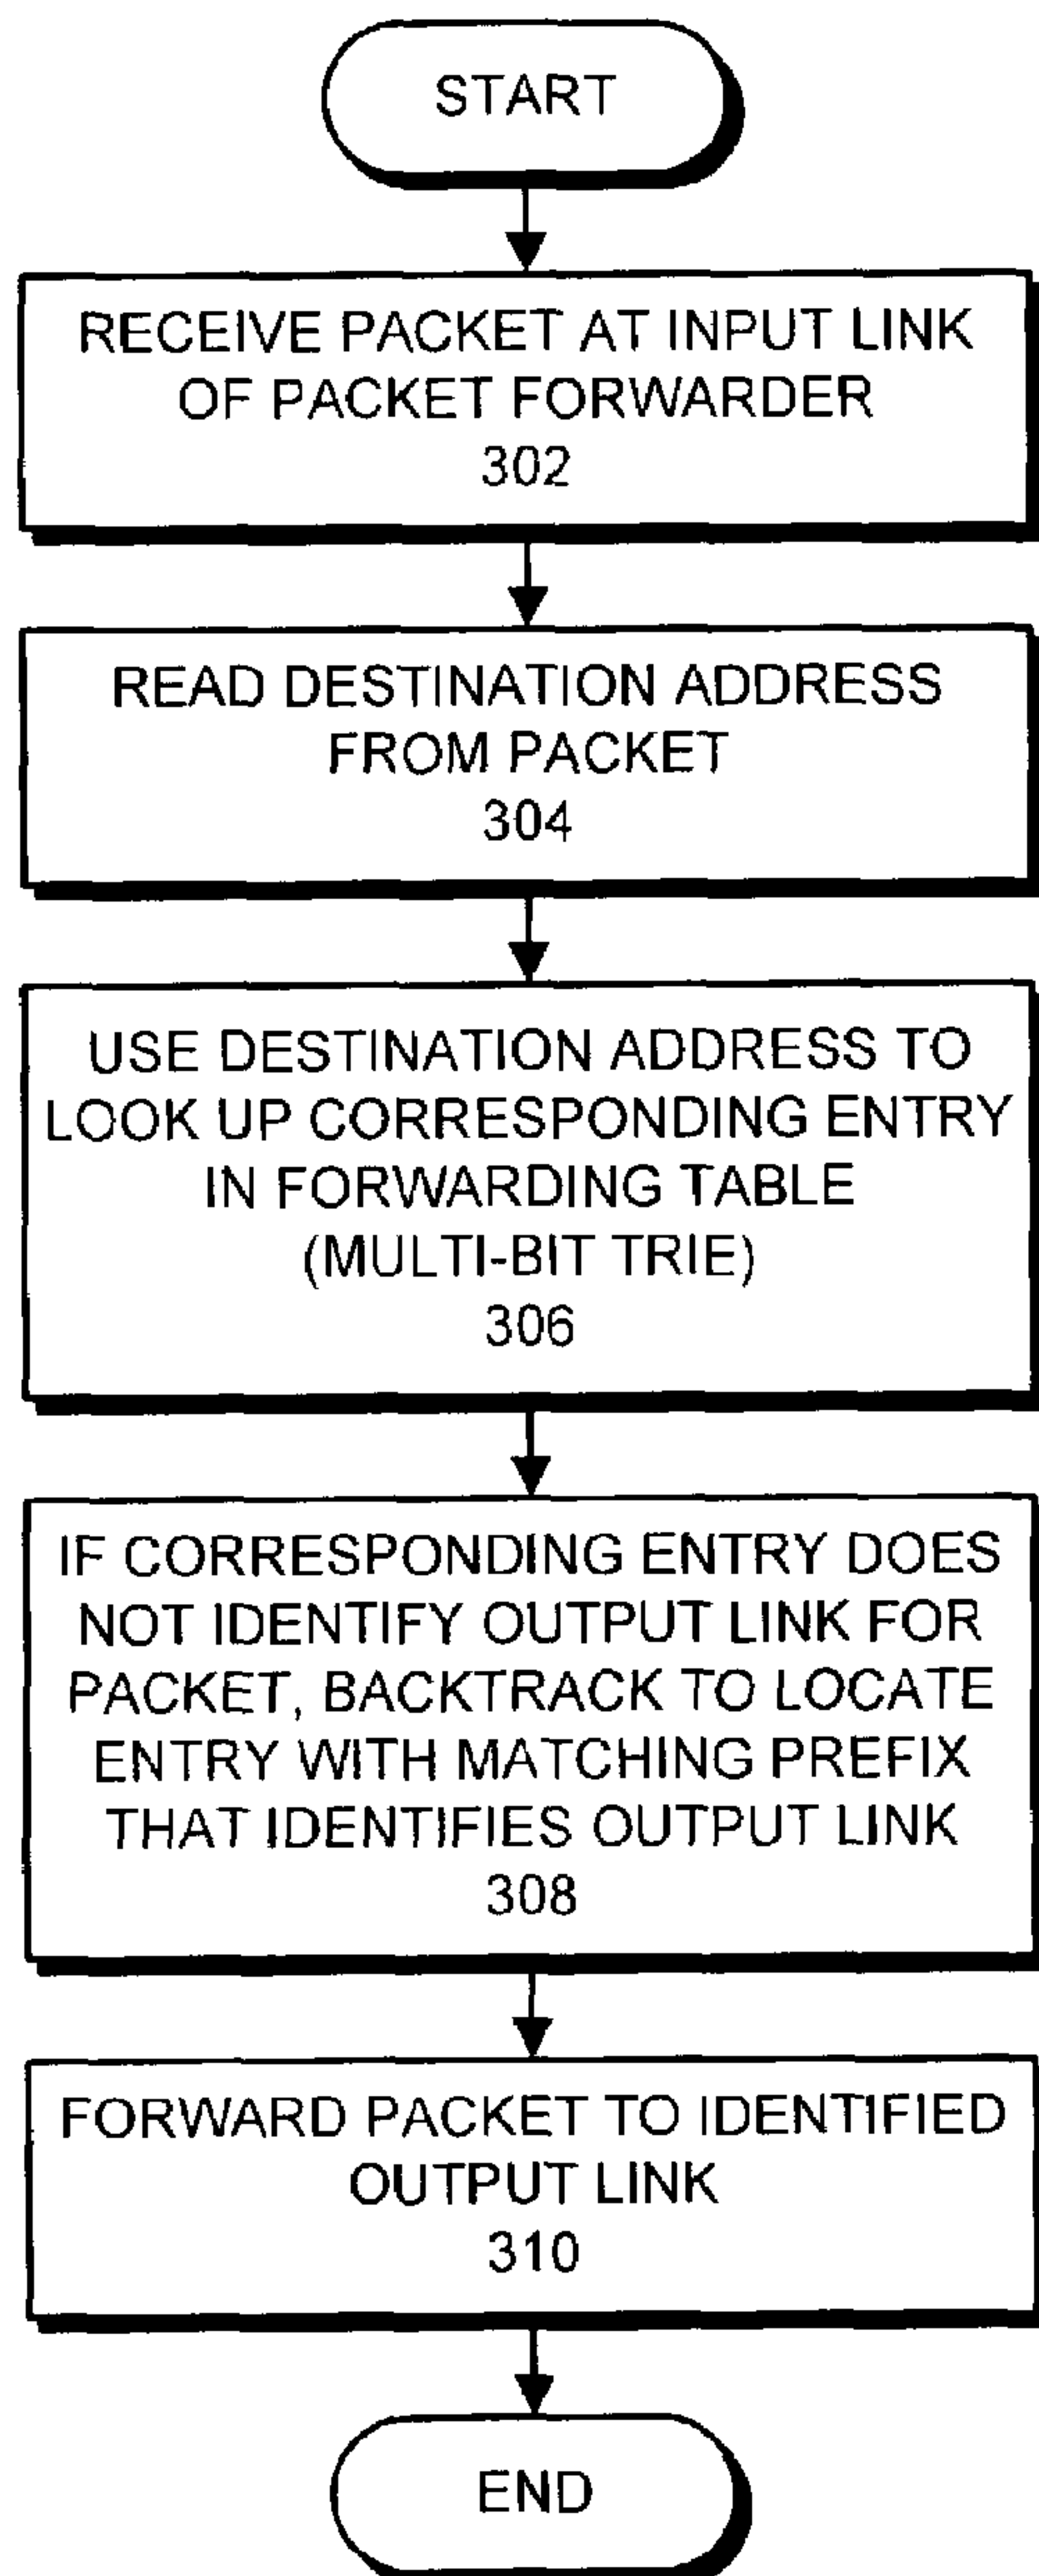 START
RECEIVE PACKET AT INPUT LINK
OF PACKET FORWARDER
302
READ DESTINATION ADDRESS
FROM PACKET
304
USE DESTINATION ADDRESS TO
LOOK UP CORRESPONDING ENTRY
IN FORWARDING TABLE
(MULTI-BIT TRIE)
306
IF CORRESPONDING ENTRY DOES
NOT IDENTIFY OUTPUT LINK FOR
PACKET, BACKTRACK TO LOCATE
ENTRY WITH MATCHING PREFIX
THAT IDENTIFIES OUTPUT LINK
308
FORWARD PACKET TO IDENTIFIED
OUTPUT LINK
310
END